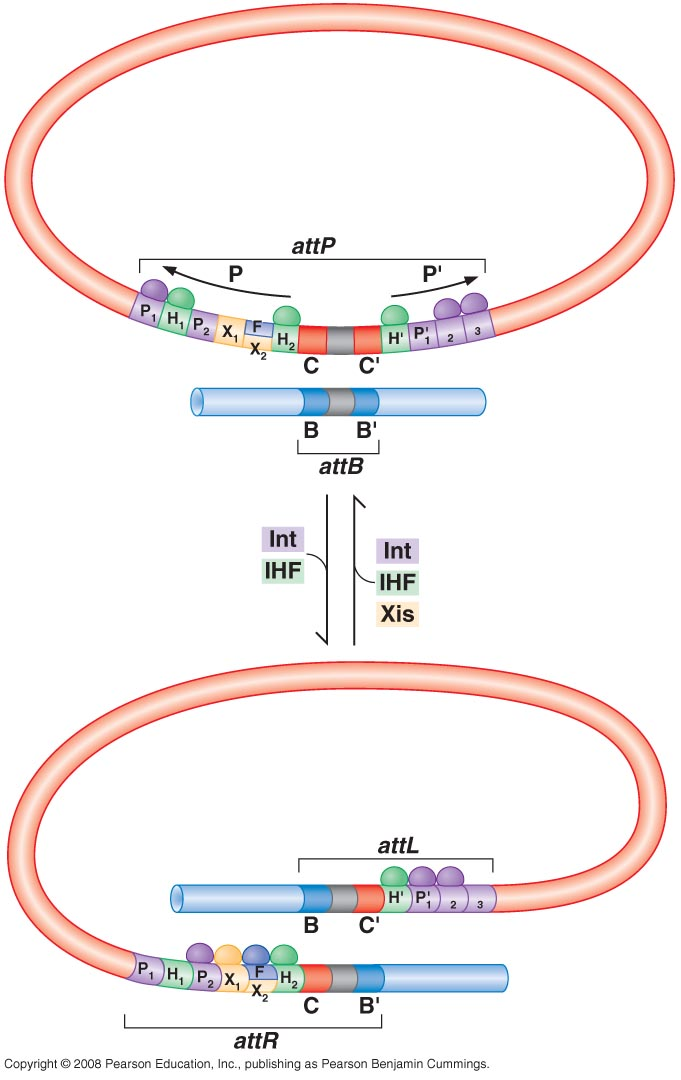 attP
P P'
P1 H1 P2 X1 F X2 H2 H' P'1 2 3
C C'
B B'
attB
Int
IHF
Int
IHF
Xis
attL
H' P'1 2 3
B C'
P1 H1 P2 X1 F X2 H2
C B'
attR
Copyright © 2008 Pearson Education, Inc., publishing as Pearson Benjamin Cummings.